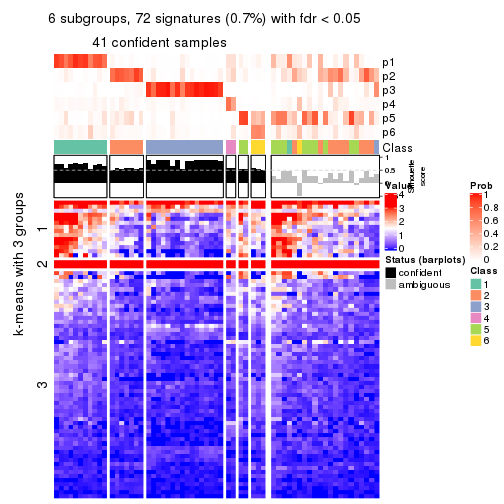 6 subgroups, 72 signatures (0.7%) with fdr < 0.05
41 confident samples
p1
p2
p3
p4
p5
p6
Class
1
0.5
0
Silhouette
score
k-means with 3 groups
1
2
3
Value
4
3
2
1
0
Status (barplots)
confident
ambiguous
Prob
1
0.8
0.6
0.4
0.2
0
Class
1
2
3
4
5
6